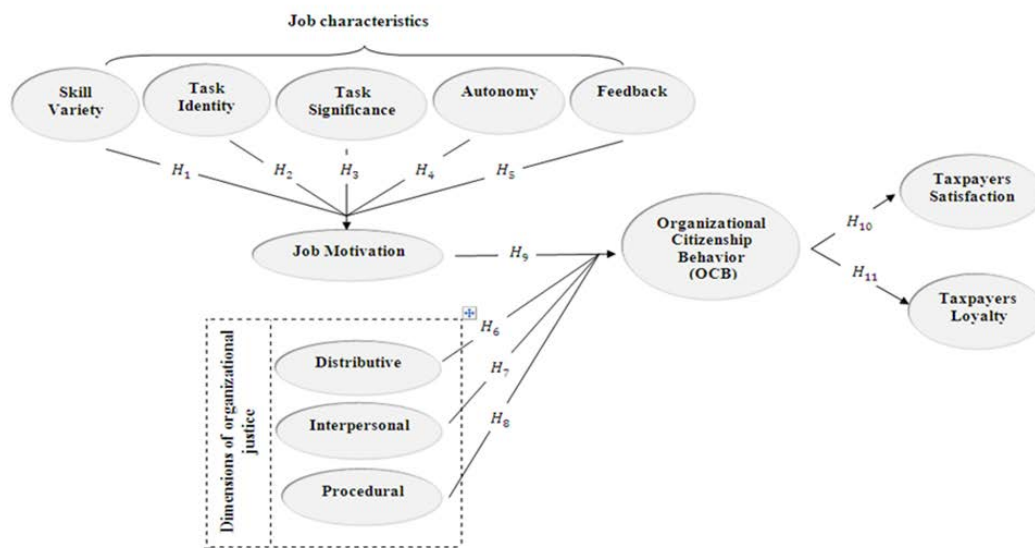 Job characteristics
Skill
Variety
Task
Identity
Task
Significance
Autonomy
Feedback
H₁
H₂
H₃
H₄
H₅
Job Motivation
H₉
Organizational
Citizenship
Behavior
(OCB)
H₁₀
H₁₁
Taxpayers
Satisfaction
Taxpayers
Loyalty
Dimensions of organizational
justice
Distributive
Interpersonal
Procedural
H₆
H₇
H₈